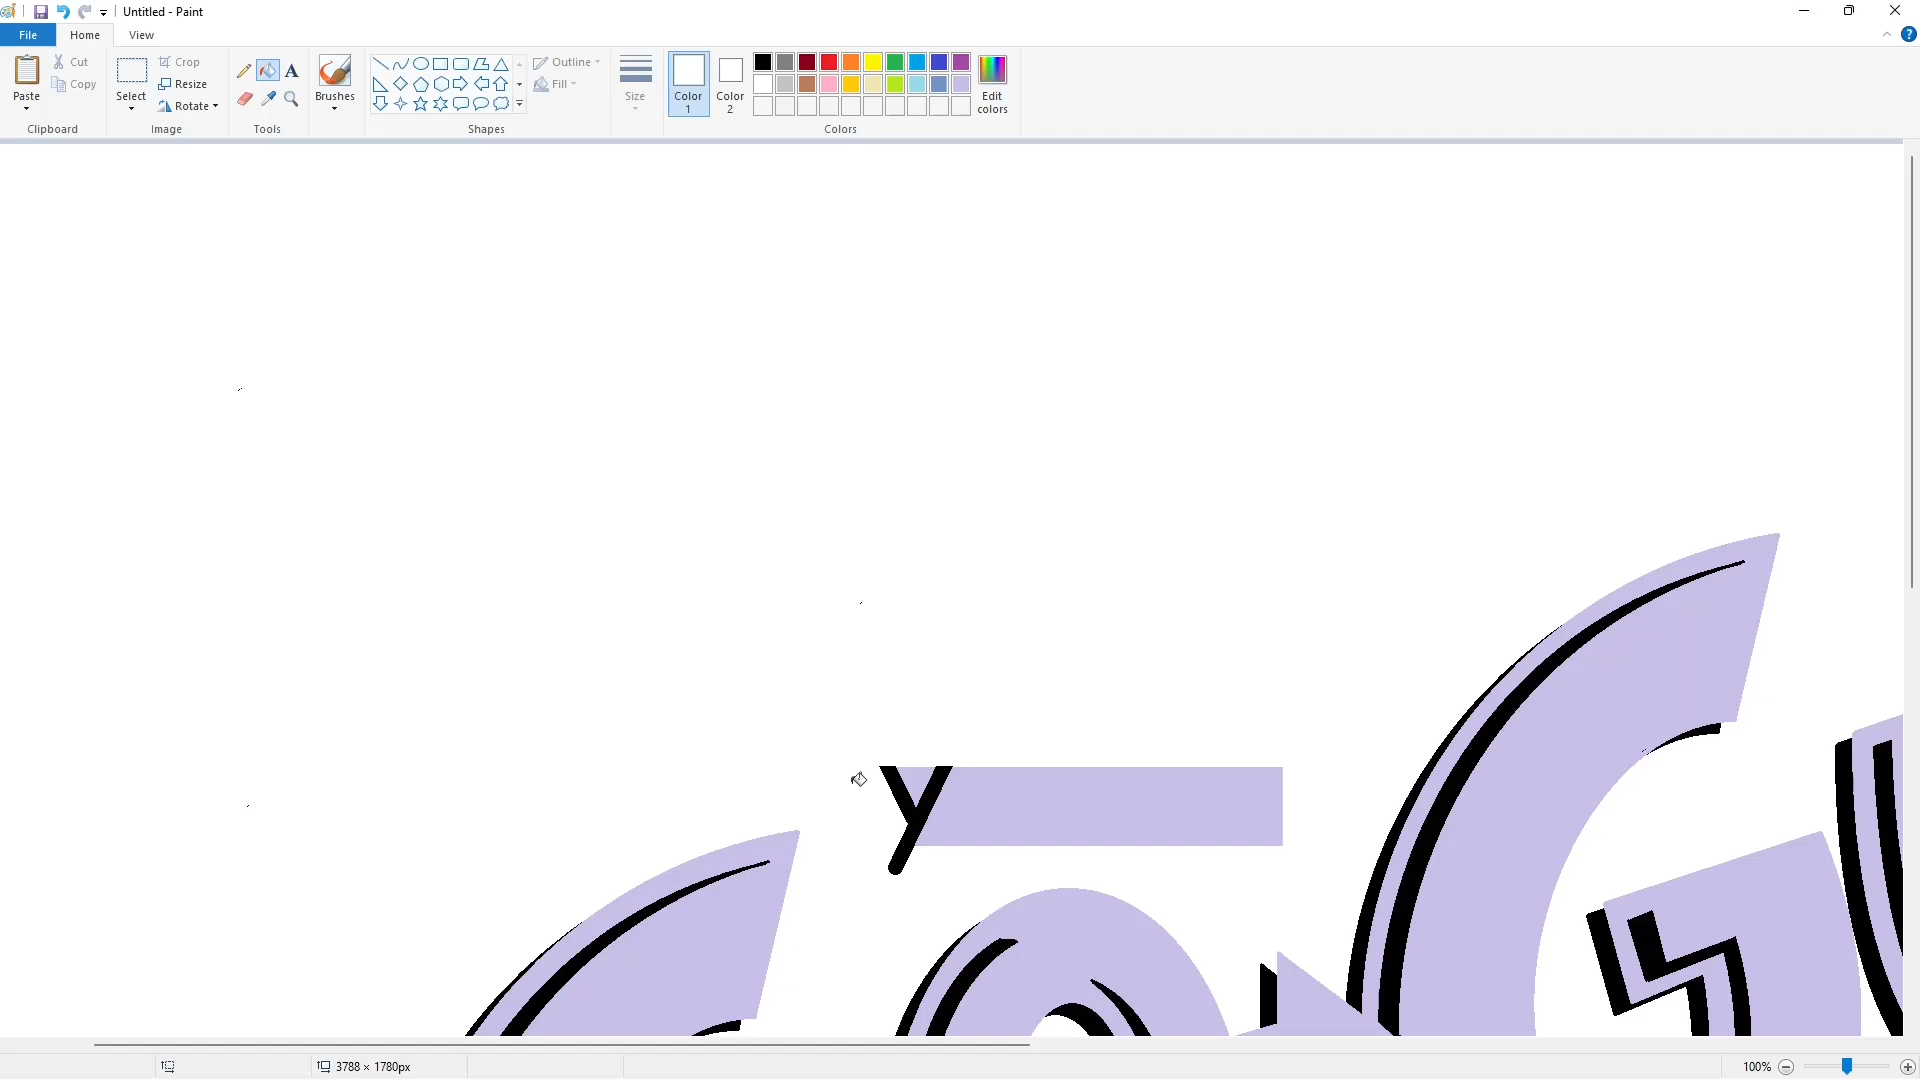 Untitled - Paint
File Home View
Paste
Cut
Copy
Clipboard
Select
Crop
Resize
Rotate
Image
Tools
Brushes
Shapes
Outline
Fill
Size
Color 1
Color 2
Edit colors
Colors
?
y
3788 × 1780px
100%